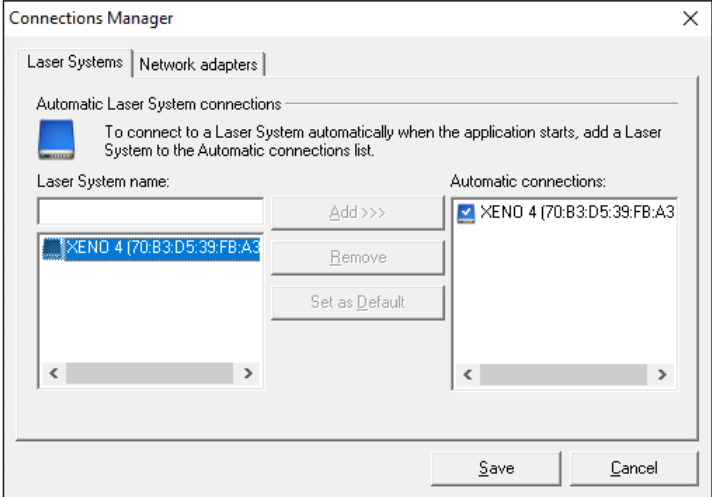 Connections Manager
Laser Systems
Network adapters
Automatic Laser System connections
To connect to a Laser System automatically when the application starts, add a Laser
System to the Automatic connections list.
Laser System name:
Automatic connections:
Add >>>
XENO 4 (70:B3:D5:39:FB:A3
XENO 4 (70:B3:D5:39:FB:A3
Remove
Set as Default
Save
Cancel